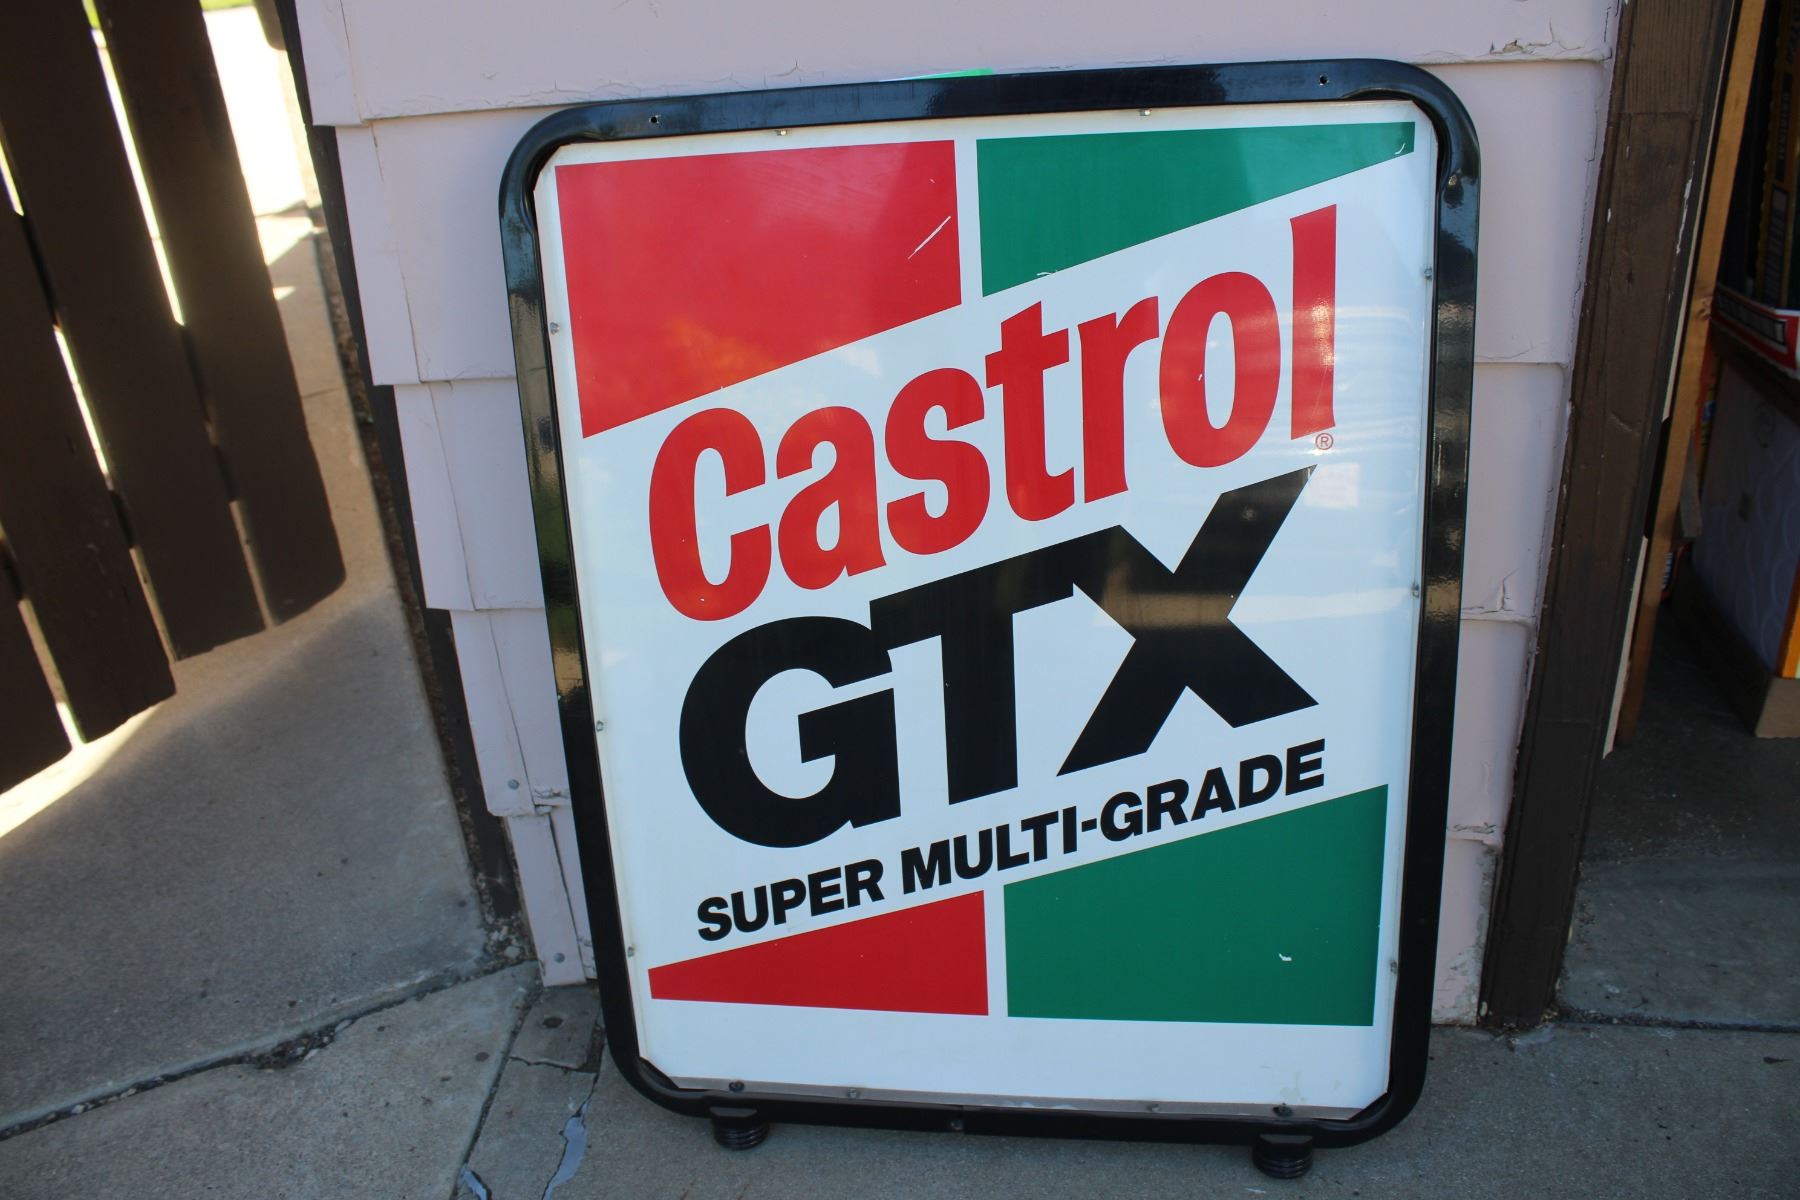 Castrol®
GTX
SUPER MULTI-GRADE